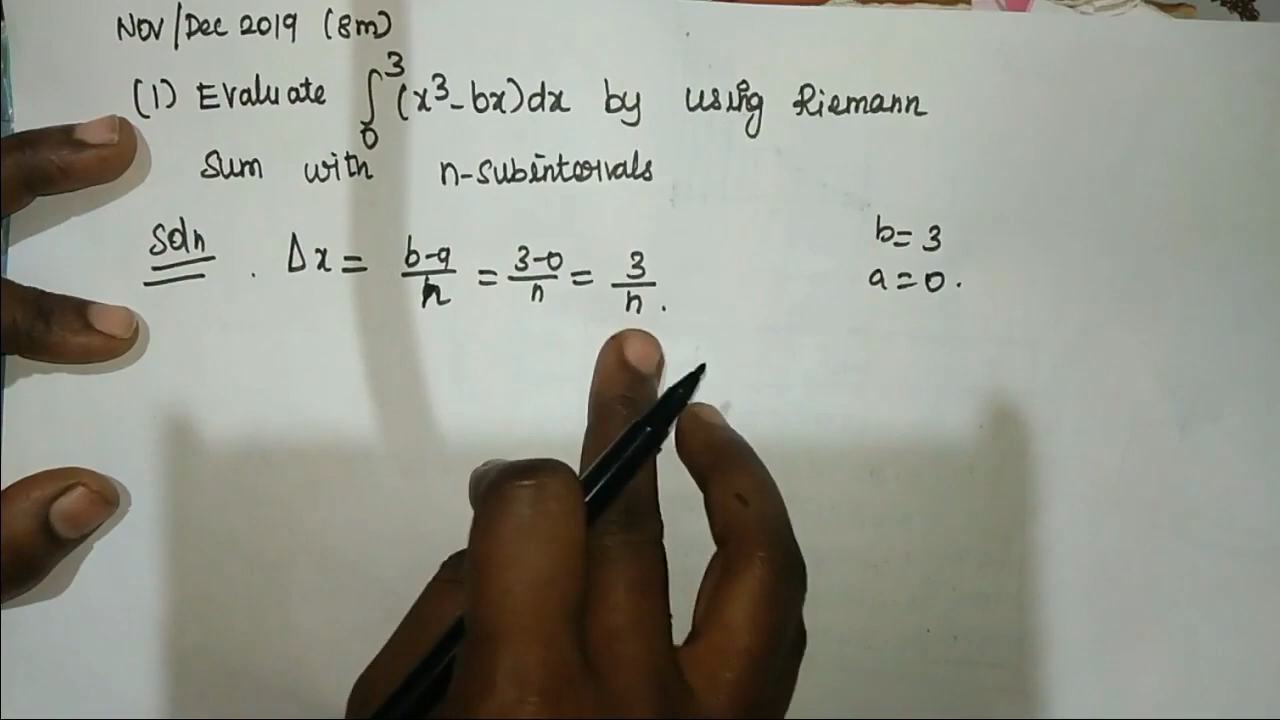 Nov/Dec 2019 (8m)
(1) Evaluate ∫₀³ (x³ - 6x) dx by using Riemann
Sum with n-subintervals
Soln . Δx = b-a/n = 3-0/n = 3/n .
b = 3
a = 0 .